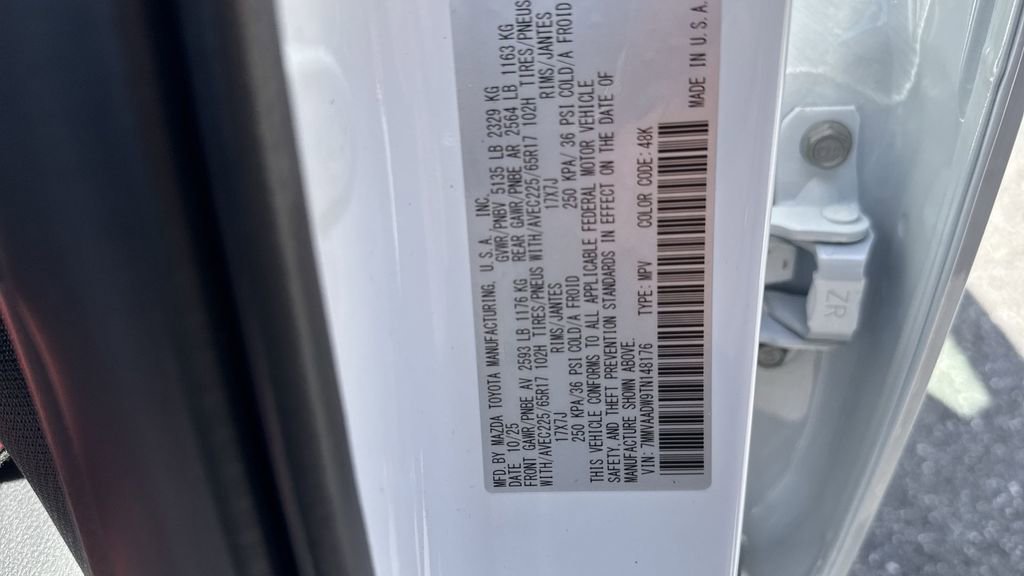 MFD.BY MAZDA TOYOTA MANUFACTURING, U.S.A., INC.
DATE 10/25 GVWR/PNBV 5135 LB 2329 KG
FRONT GAWR/PNBE AV 2593 LB 1176 KG REAR GAWR/PNBE AR 2564 LB 1163 KG
WITH/AVEC225/65R17 102H TIRES/PNEUS WITH/AVEC225/65R17 102H TIRES/PNEUS
17X7J RIMS/JANTES 17X7J RIMS/JANTES
250 KPA/36 PSI COLD/A FROID 250 KPA/ 36 PSI COLD/A FROID
THIS VEHICLE CONFORMS TO ALL APPLICABLE FEDERAL MOTOR VEHICLE
SAFETY AND THEFT PREVENTION STANDARDS IN EFFECT ON THE DATE OF
MANUFACTURE SHOWN ABOVE.
VIN: 7MMVAADW9TN148176 TYPE: MPV COLOR CODE: 48K
MADE IN U.S.A.
ZR